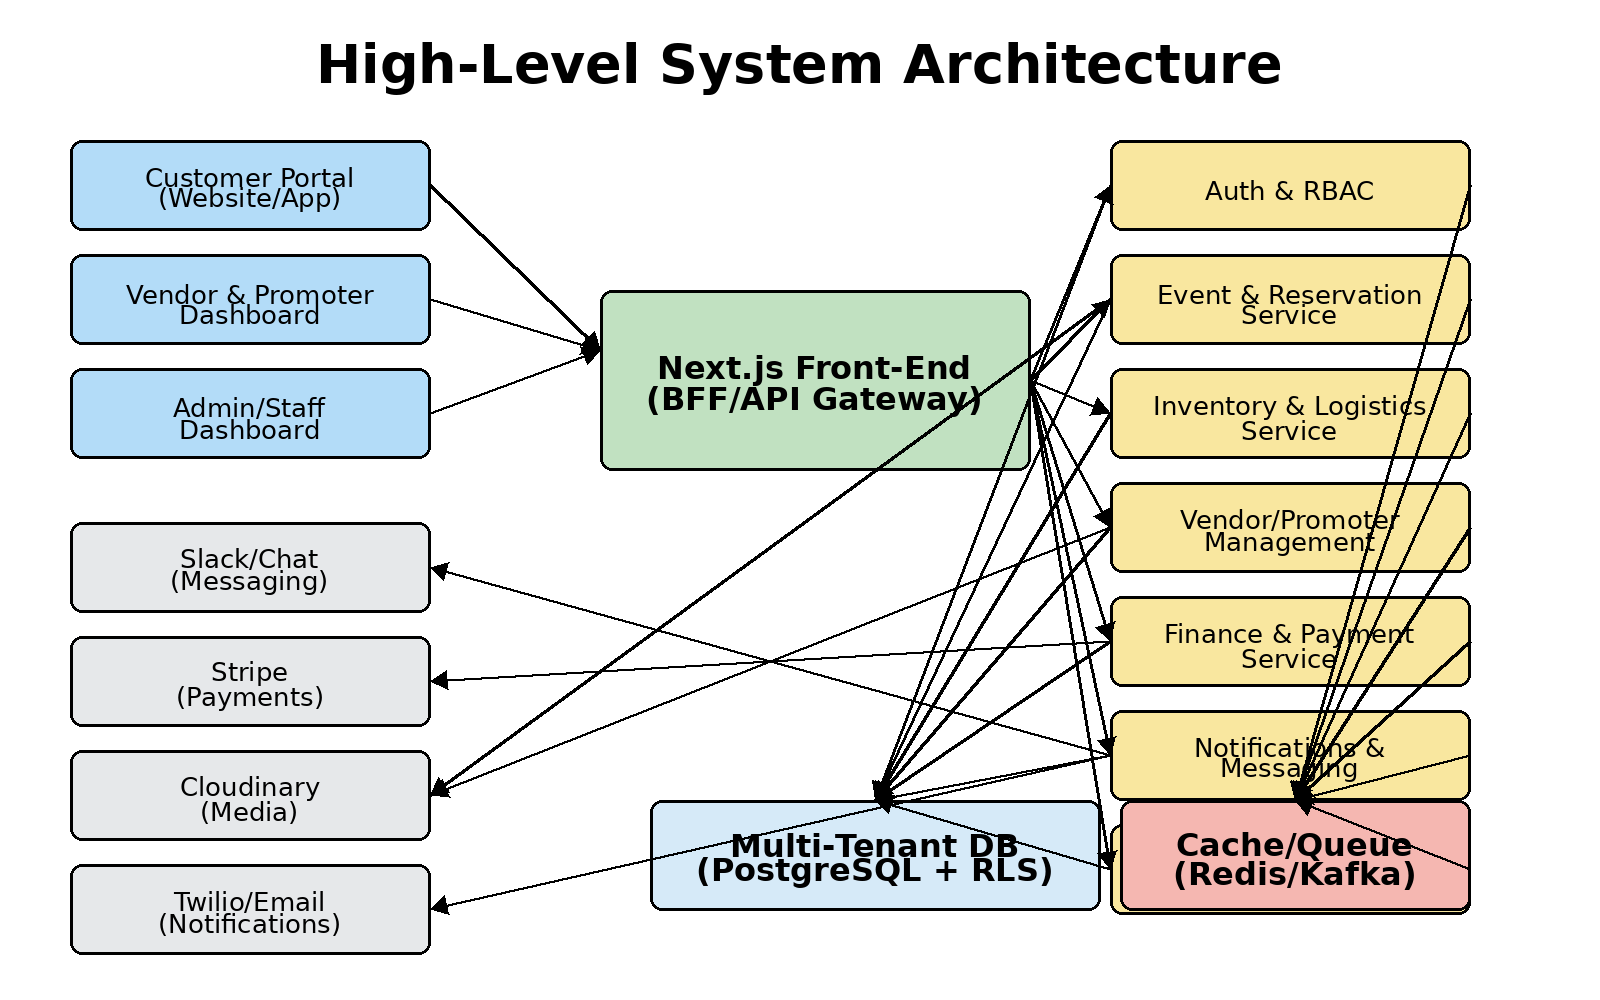 High-Level System Architecture
Customer Portal
(Website/App)
Vendor & Promoter
Dashboard
Admin/Staff
Dashboard
Slack/Chat
(Messaging)
Stripe
(Payments)
Cloudinary
(Media)
Twilio/Email
(Notifications)
Next.js Front-End
(BFF/API Gateway)
Multi-Tenant DB
(PostgreSQL + RLS)
Auth & RBAC
Event & Reservation
Service
Inventory & Logistics
Service
Vendor/Promoter
Management
Finance & Payment
Service
Notifications &
Messaging
Cache/Queue
(Redis/Kafka)